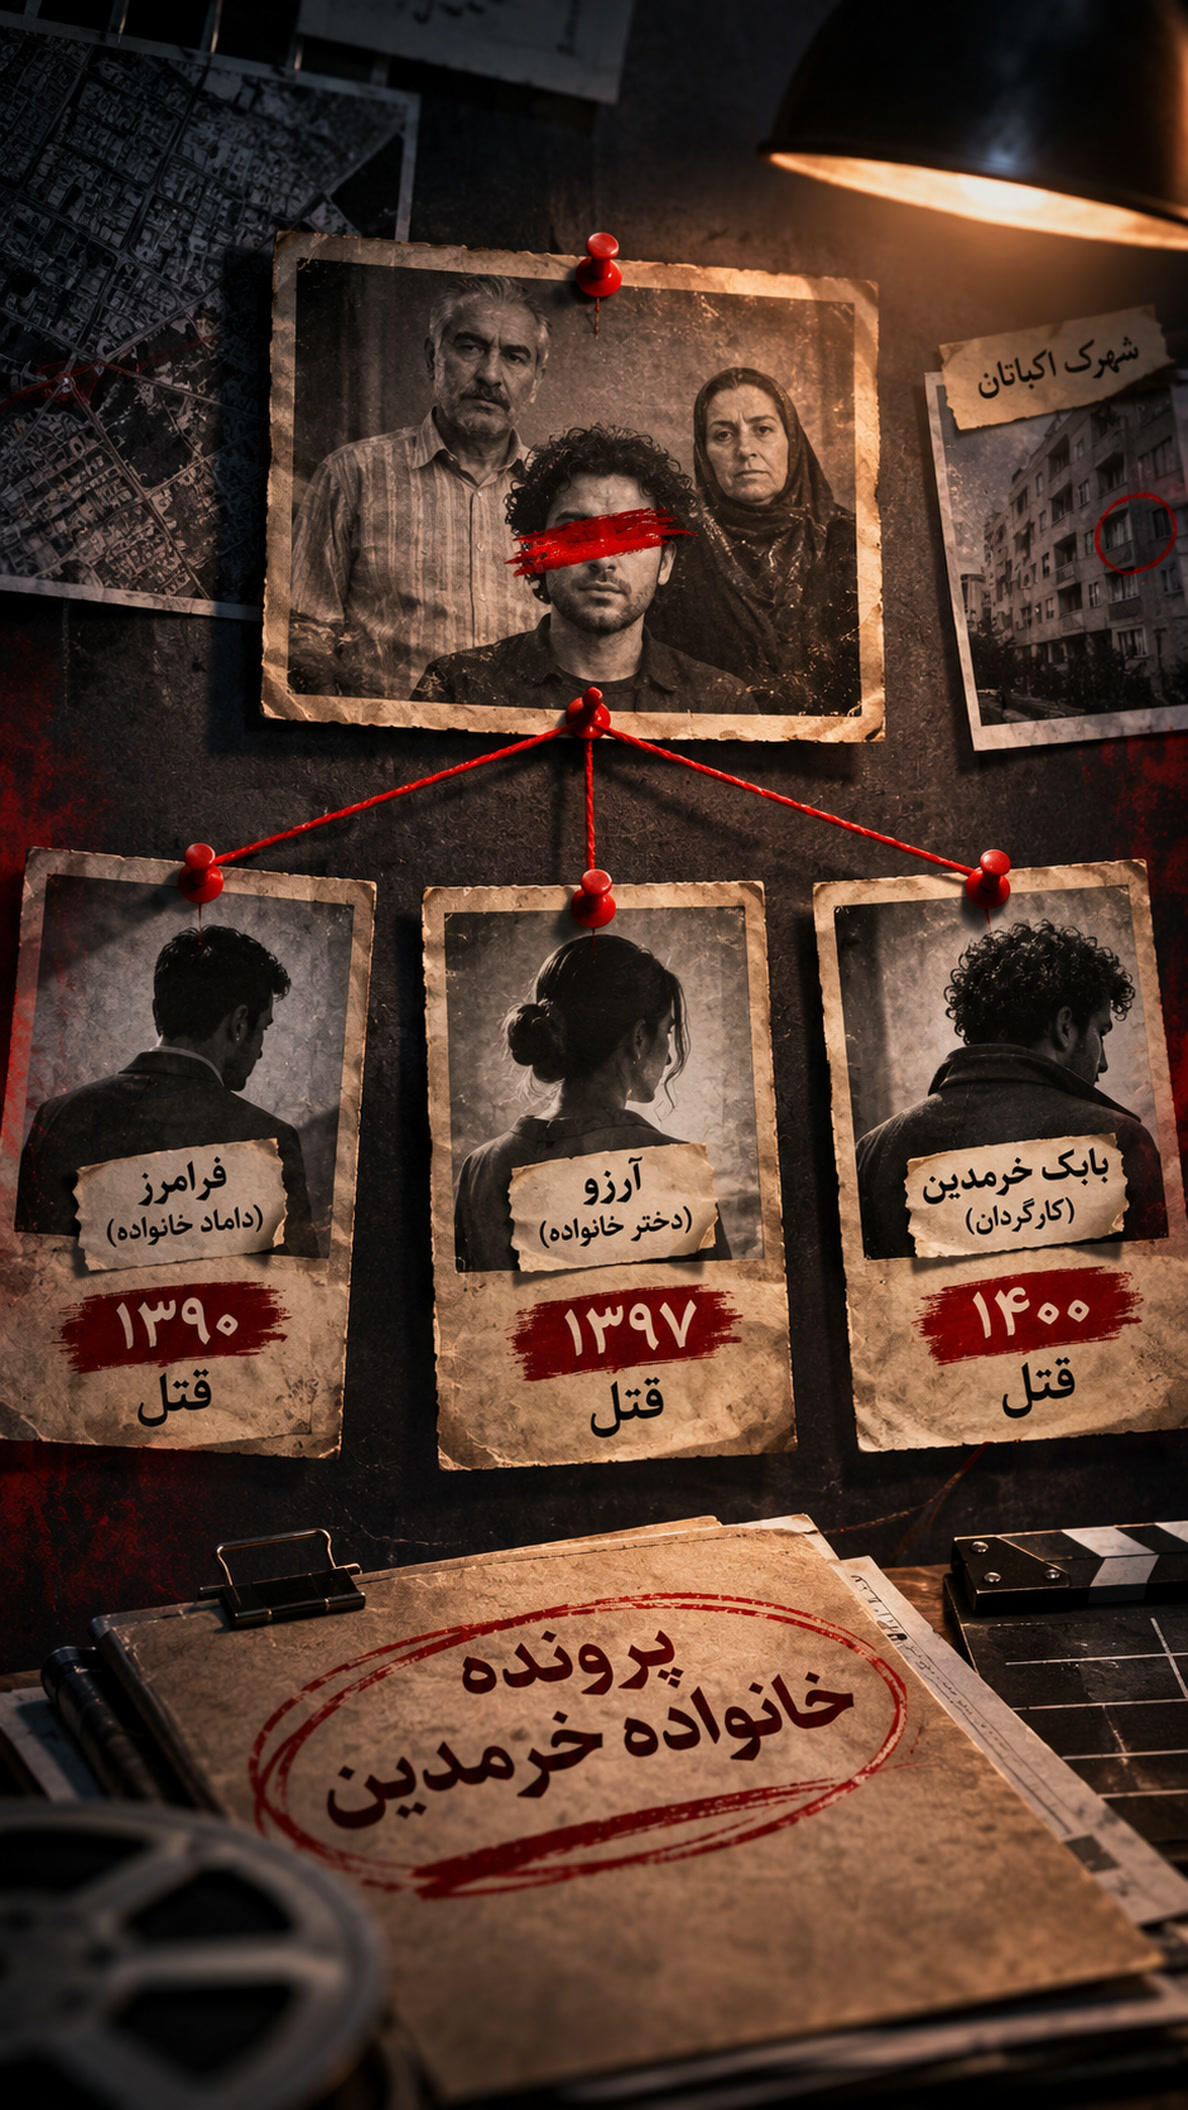 شهرک اکباتان
فرامرز
(داماد خانواده)
۱۳۹۰
قتل
آرزو
(دختر خانواده)
۱۳۹۷
قتل
بابک خرمدین
(کارگردان)
۱۴۰۰
قتل
پرونده
خانواده خرمدین